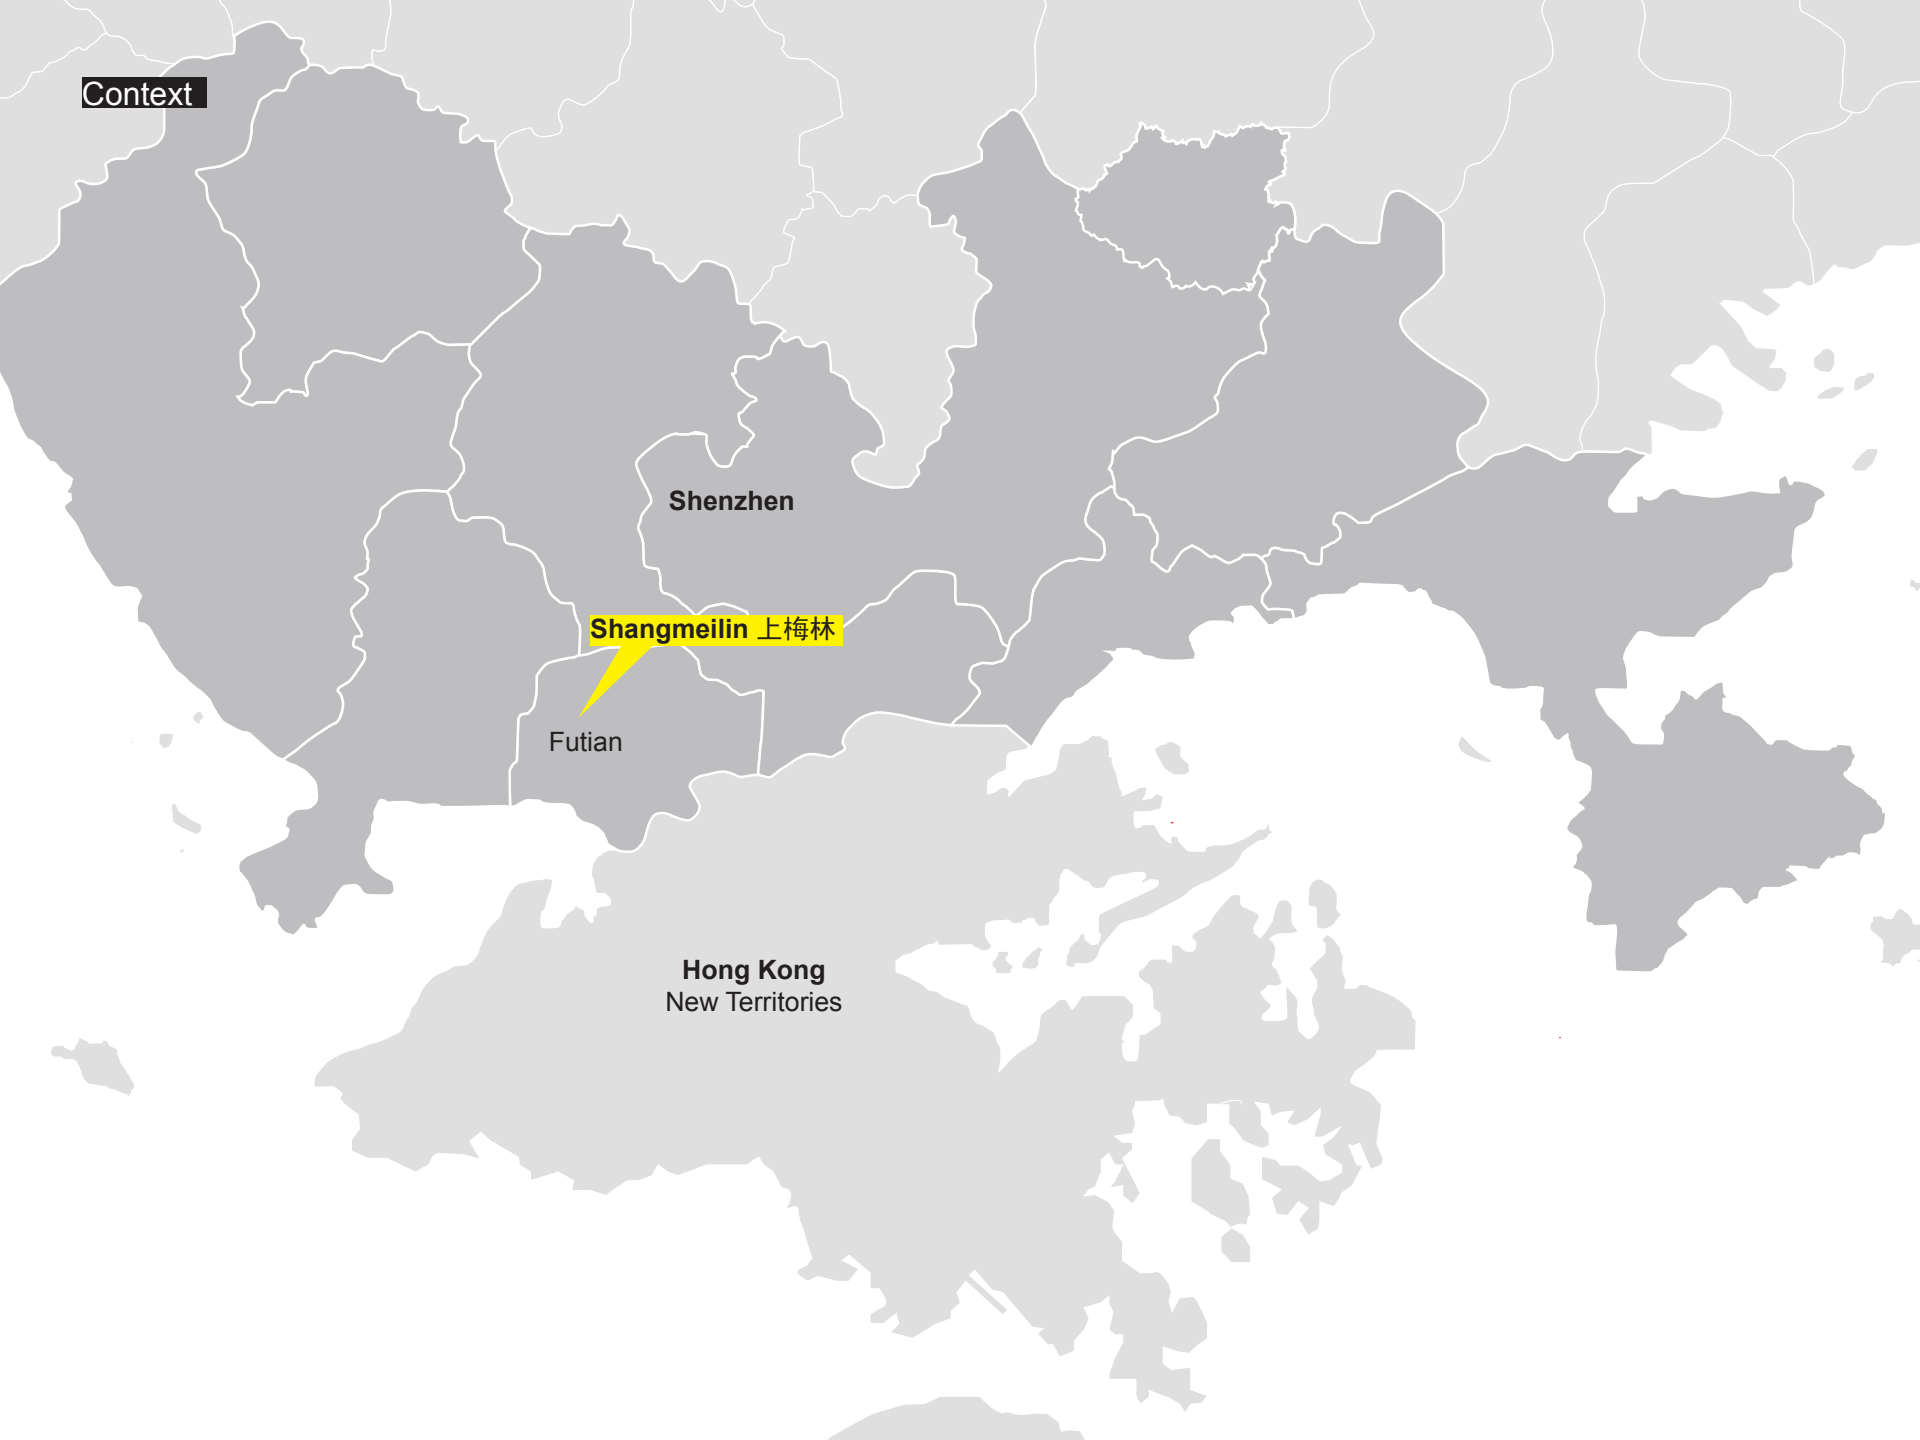 Context
Shenzhen
Shangmeilin 上梅林
Futian
Hong Kong
New Territories